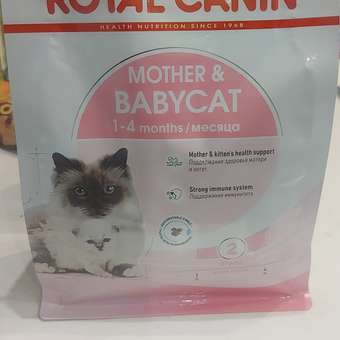 ROYAL CANIN
HEALTH NUTRITION SINCE 1968
MOTHER &
BABYCAT
1-4 months/месяца
Mother & kitten's health support
Поддержание здоровья матери
и котят
Strong immune system
Поддержание иммунитета
2